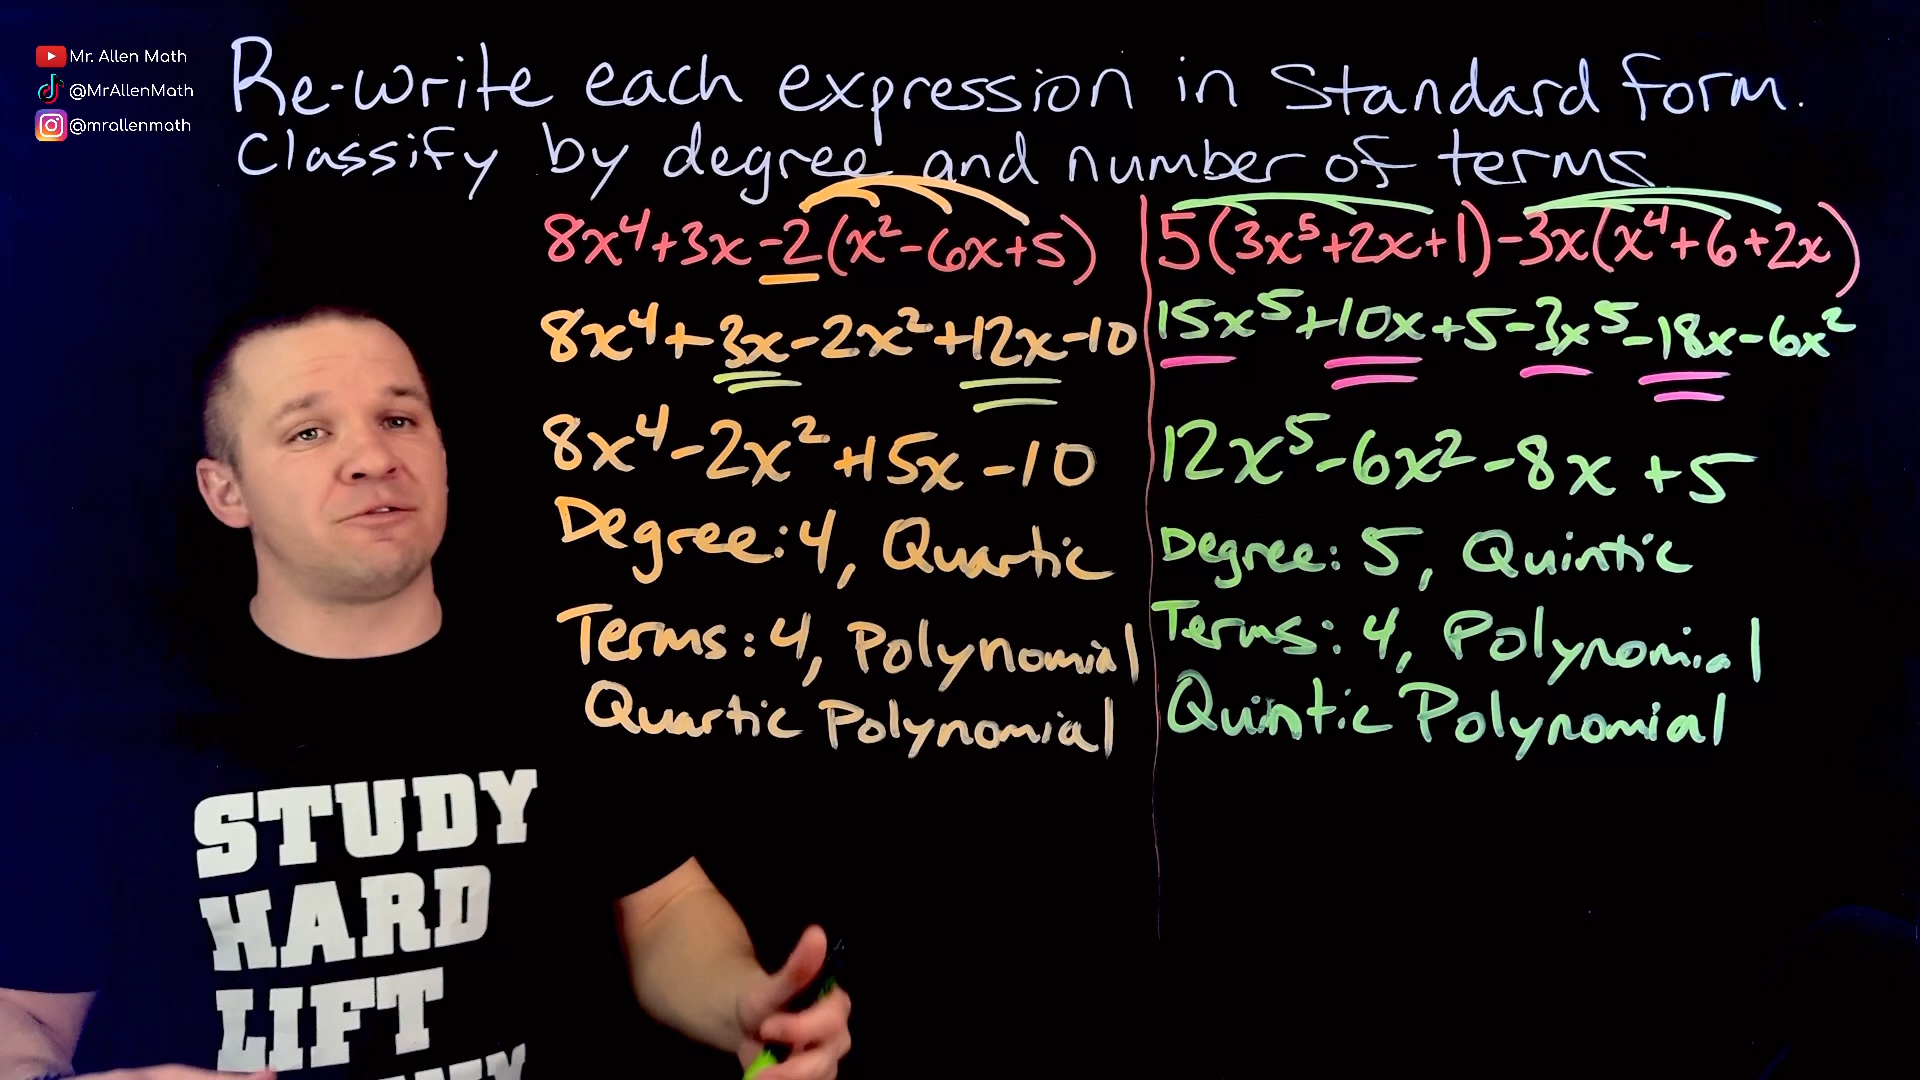 Mr. Allen Math
@MrAllenMath
@mrallenmath
Re-write each expression in standard form.
Classify by degree and number of terms
8x⁴+3x-2(x²-6x+5)
8x⁴+3x-2x²+12x-10
8x⁴-2x²+15x-10
Degree: 4, Quartic
Terms: 4, Polynomial
Quartic Polynomial
5(3x⁵+2x+1)-3x(x⁴+6+2x)
15x⁵+10x+5-3x⁵-18x-6x²
12x⁵-6x²-8x+5
Degree: 5, Quintic
Terms: 4, Polynomial
Quintic Polynomial
STUDY
HARD
LIFT